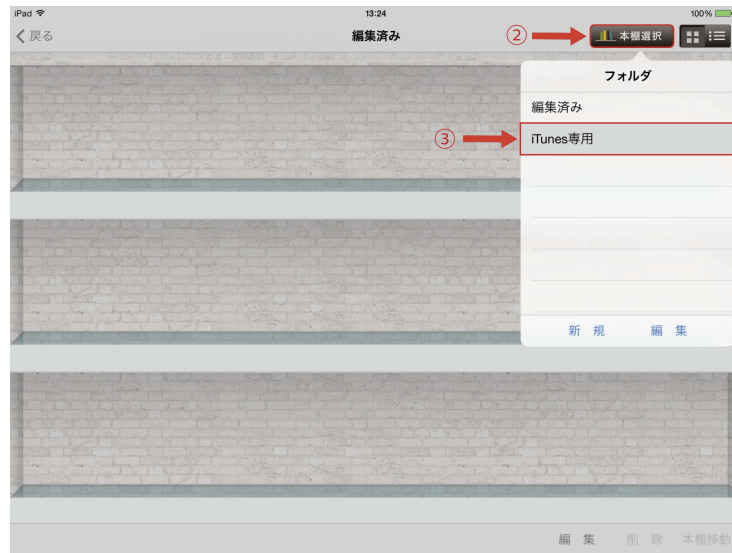 iPad 13:24 100%
戻る 編集済み ② 本棚選択
フォルダ
編集済み
③ iTunes専用
新 規 編 集
編 集 削 除 本棚移動